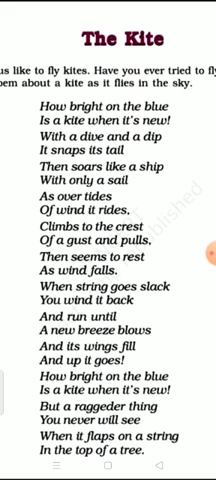 The Kite
us like to fly kites. Have you ever tried to fly
oem about a kite as it flies in the sky.
How bright on the blue
Is a kite when it's new!
With a dive and a dip
It snaps its tail
Then soars like a ship
With only a sail
As over tides
Of wind it rides,
Climbs to the crest
Of a gust and pulls,
Then seems to rest
As wind falls.
When string goes slack
You wind it back
And run until
A new breeze blows
And its wings fill
And up it goes!
How bright on the blue
Is a kite when it's new!
But a raggeder thing
You never will see
When it flaps on a string
In the top of a tree.